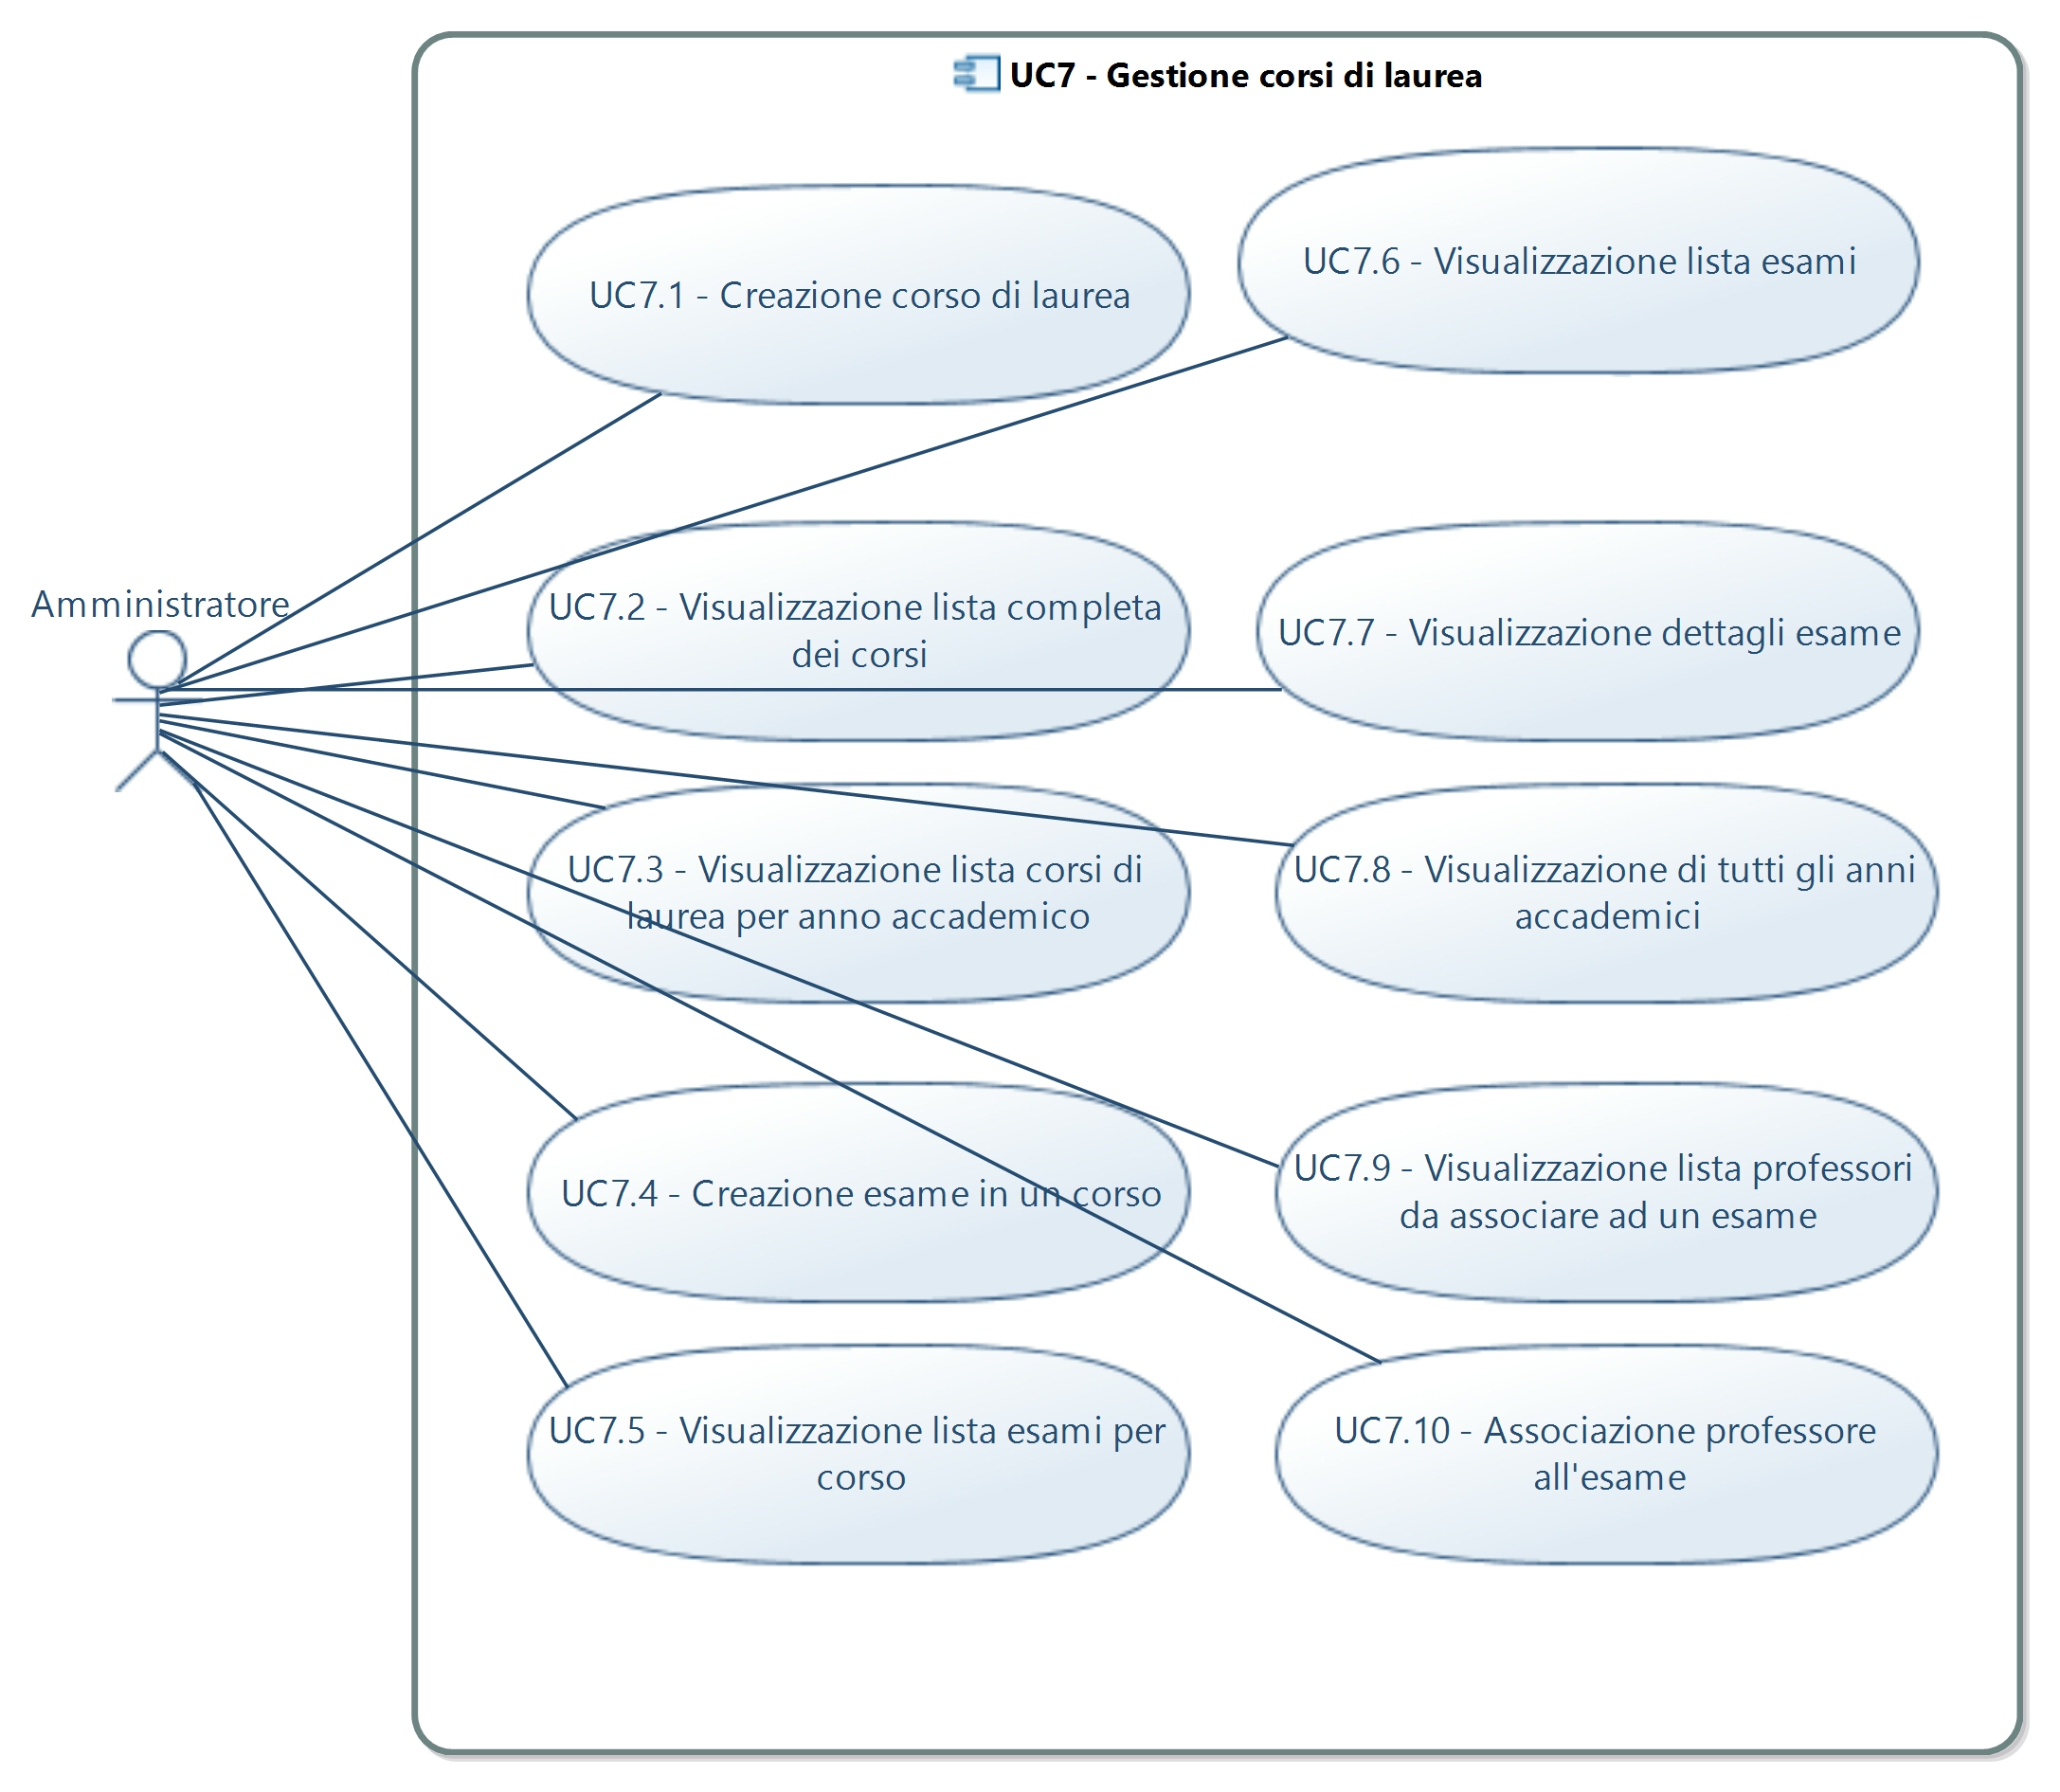 UC7 - Gestione corsi di laurea
Amministratore
UC7.1 - Creazione corso di laurea
UC7.2 - Visualizzazione lista completa
dei corsi
UC7.3 - Visualizzazione lista corsi di
laurea per anno accademico
UC7.4 - Creazione esame in un corso
UC7.5 - Visualizzazione lista esami per
corso
UC7.6 - Visualizzazione lista esami
UC7.7 - Visualizzazione dettagli esame
UC7.8 - Visualizzazione di tutti gli anni
accademici
UC7.9 - Visualizzazione lista professori
da associare ad un esame
UC7.10 - Associazione professore
all'esame